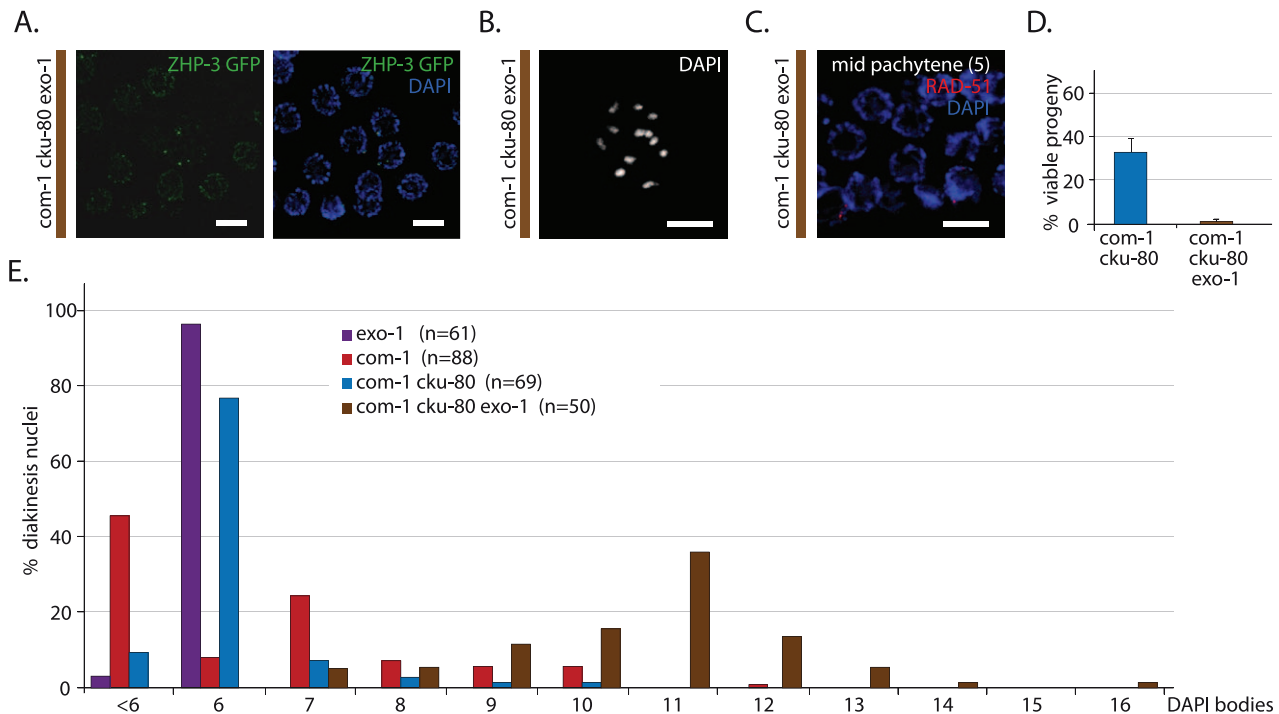 A.
com-1 cku-80 exo-1
ZHP-3 GFP
ZHP-3 GFP
DAPI
B.
com-1 cku-80 exo-1
DAPI
C.
com-1 cku-80 exo-1
mid pachytene (5)
RAD-51
DAPI
D.
% viable progeny
60
40
20
0
com-1
cku-80
com-1
cku-80
exo-1
E.
% diakinesis nuclei
100
80
60
40
20
0
exo-1 (n=61)
com-1 (n=88)
com-1 cku-80 (n=69)
com-1 cku-80 exo-1 (n=50)
<6 6 7 8 9 10 11 12 13 14 15 16 DAPI bodies